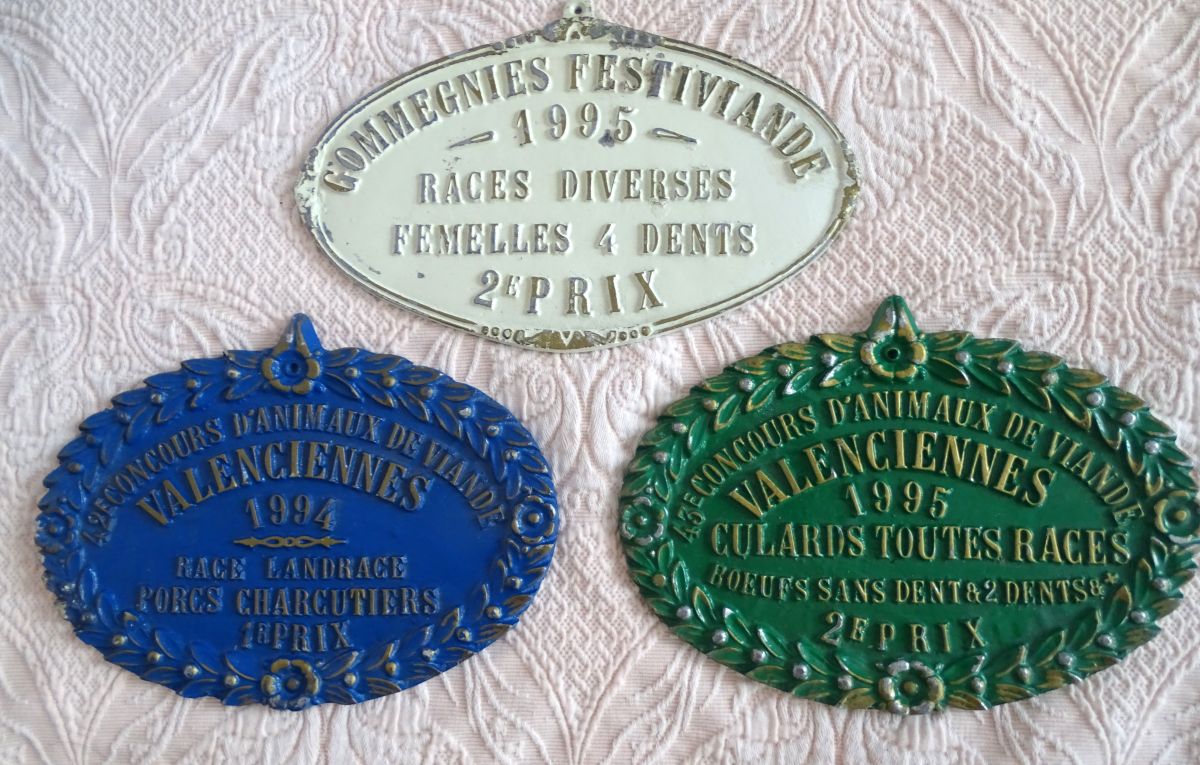 GOMMEGNIES FESTIVIANDE
1995
RACES DIVERSES
FEMELLES 4 DENTS
2E PRIX
42E CONCOURS D'ANIMAUX DE VIANDE
VALENCIENNES
1994
RACE LANDRACE
PORCS CHARCUTIERS
1E PRIX
43E CONCOURS D'ANIMAUX DE VIANDE
VALENCIENNES
1995
CULARDS TOUTES RACES
BOEUFS SANS DENT & 2 DENTS & +
2E PRIX